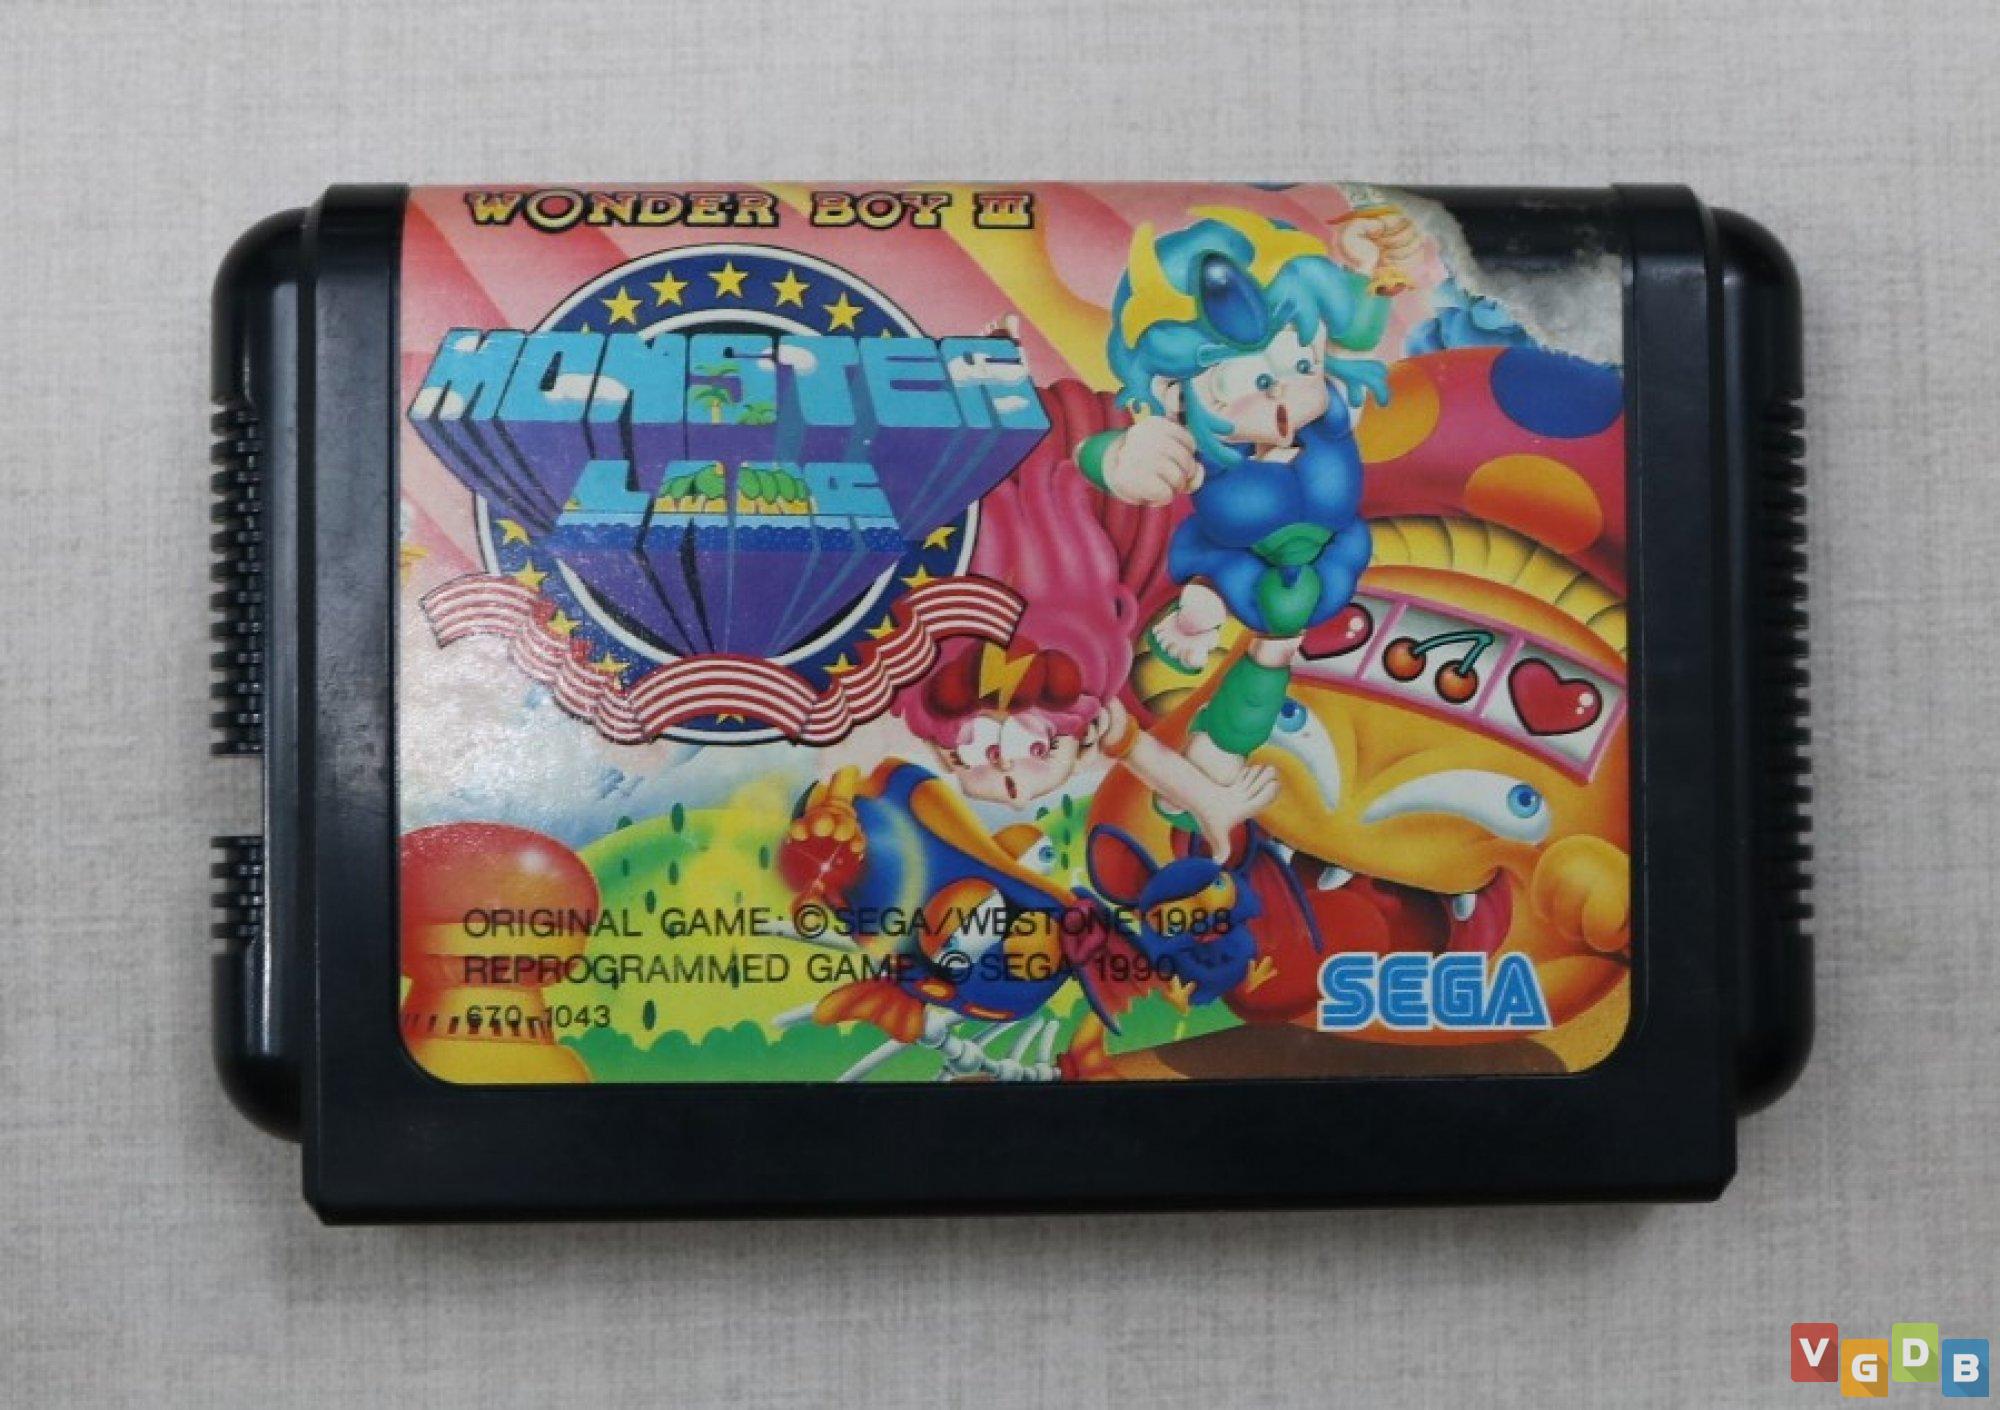 WONDER BOY III
MONSTER
LAIR
ORIGINAL GAME: ©SEGA/WESTONE 1988
REPROGRAMMED GAME ©SEGA 1990
670-1043
SEGA
VGDB